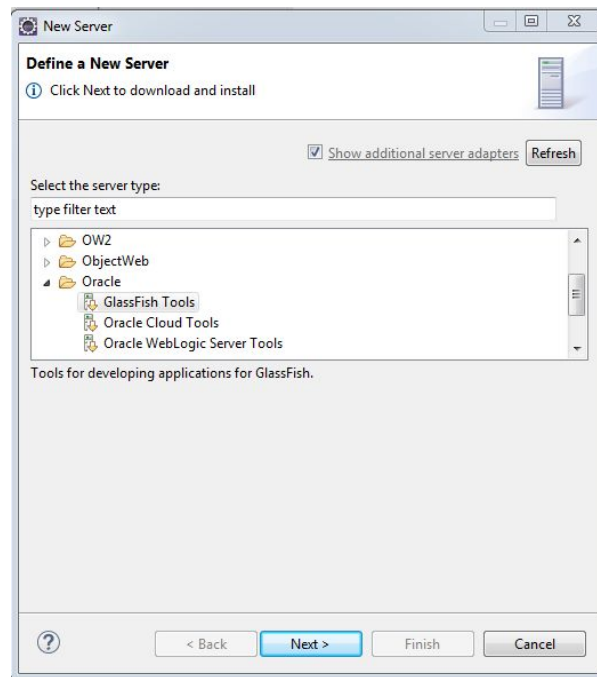 New Server
Define a New Server
Click Next to download and install
Show additional server adapters Refresh
Select the server type:
type filter text
OW2
ObjectWeb
Oracle
GlassFish Tools
Oracle Cloud Tools
Oracle WebLogic Server Tools
Tools for developing applications for GlassFish.
< Back Next > Finish Cancel